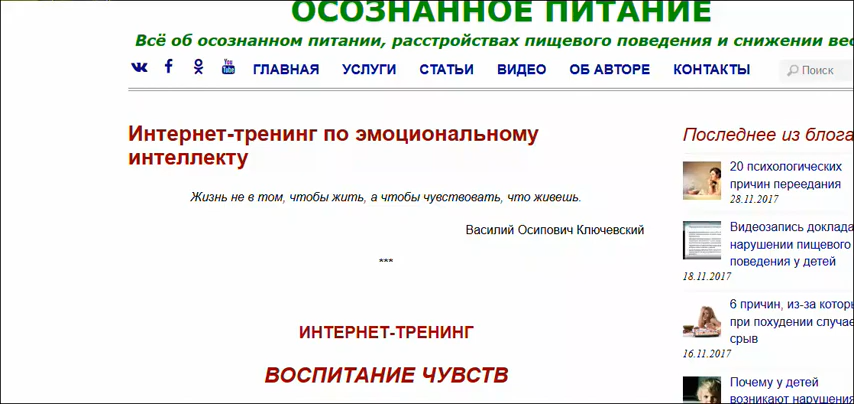 ОСОЗНАННОЕ ПИТАНИЕ
Всё об осознанном питании, расстройствах пищевого поведения и снижении вес
You Tube ГЛАВНАЯ УСЛУГИ СТАТЬИ ВИДЕО ОБ АВТОРЕ КОНТАКТЫ Поиск
Интернет-тренинг по эмоциональному
интеллекту
Жизнь не в том, чтобы жить, а чтобы чувствовать, что живешь.
Василий Осипович Ключевский
***
ИНТЕРНЕТ-ТРЕНИНГ
ВОСПИТАНИЕ ЧУВСТВ
Последнее из блога
20 психологических
причин переедания
28.11.2017
Видеозапись доклада
нарушении пищевого
поведения у детей
18.11.2017
6 причин, из-за которы
при похудении случае
срыв
16.11.2017
Почему у детей
возникают нарушения